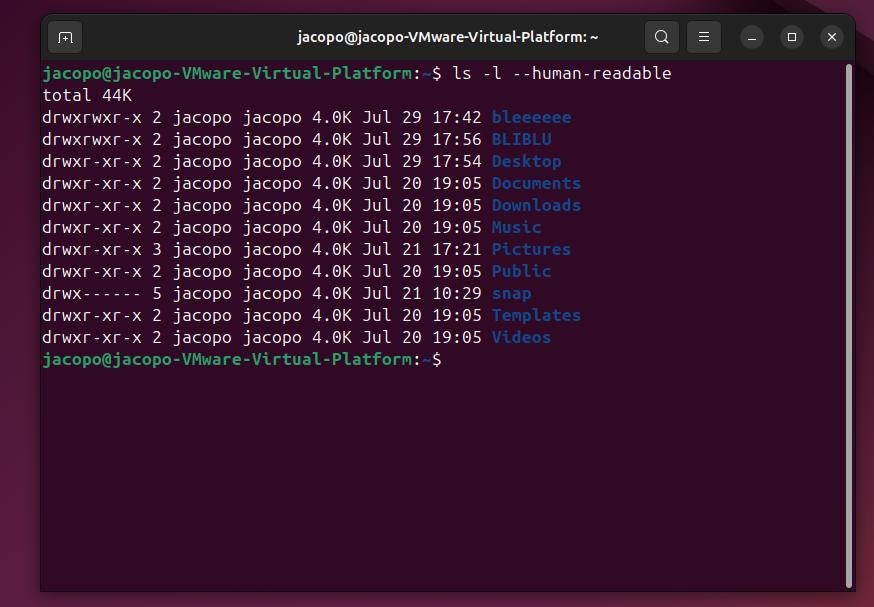 jacopo@jacopo-VMware-Virtual-Platform: ~
jacopo@jacopo-VMware-Virtual-Platform:~$ ls -l --human-readable
total 44K
drwxrwxr-x 2 jacopo jacopo 4.0K Jul 29 17:42 bleeeeee
drwxrwxr-x 2 jacopo jacopo 4.0K Jul 29 17:56 BLIBLU
drwxr-xr-x 2 jacopo jacopo 4.0K Jul 29 17:54 Desktop
drwxr-xr-x 2 jacopo jacopo 4.0K Jul 20 19:05 Documents
drwxr-xr-x 2 jacopo jacopo 4.0K Jul 20 19:05 Downloads
drwxr-xr-x 2 jacopo jacopo 4.0K Jul 20 19:05 Music
drwxr-xr-x 3 jacopo jacopo 4.0K Jul 21 17:21 Pictures
drwxr-xr-x 2 jacopo jacopo 4.0K Jul 20 19:05 Public
drwx------ 5 jacopo jacopo 4.0K Jul 21 10:29 snap
drwxr-xr-x 2 jacopo jacopo 4.0K Jul 20 19:05 Templates
drwxr-xr-x 2 jacopo jacopo 4.0K Jul 20 19:05 Videos
jacopo@jacopo-VMware-Virtual-Platform:~$